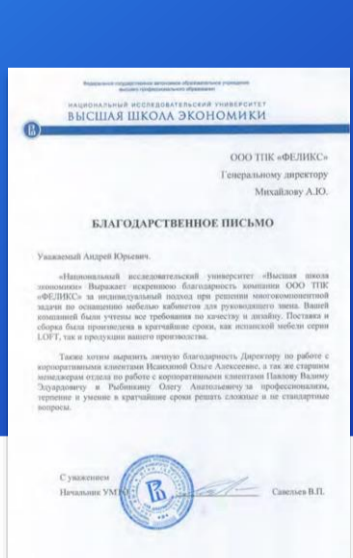 Федеральное государственное автономное образовательное учреждение
высшего профессионального образования
НАЦИОНАЛЬНЫЙ ИССЛЕДОВАТЕЛЬСКИЙ УНИВЕРСИТЕТ
ВЫСШАЯ ШКОЛА ЭКОНОМИКИ
ООО ТПК «ФЕЛИКС»
Генеральному директору
Михайлову А.Ю.
БЛАГОДАРСТВЕННОЕ ПИСЬМО
Уважаемый Андрей Юрьевич.
«Национальный исследовательский университет «Высшая школа
экономики» Выражает искреннюю благодарность компании ООО ТПК
«ФЕЛИКС» за индивидуальный подход при решении многокомпонентной
задачи по оснащению мебелью кабинетов для руководящего звена. Вашей
компанией были учтены все требования по качеству и дизайну. Поставка и
сборка была произведена в кратчайшие сроки, как испанской мебели серии
LOFT, так и продукции вашего производства.
Также хотим выразить личную благодарность Директору по работе с
корпоративными клиентами Ольге Алексеевне, а так же старшим
менеджерам отдела по работе с корпоративными клиентами Павлову Вадиму
Эдуардовичу и Рыбникину Олегу Анатольевичу за профессионализм,
терпение и умение в кратчайшие сроки решать сложные и не стандартные
вопросы.
С уважением
Начальник Савельев В.П.